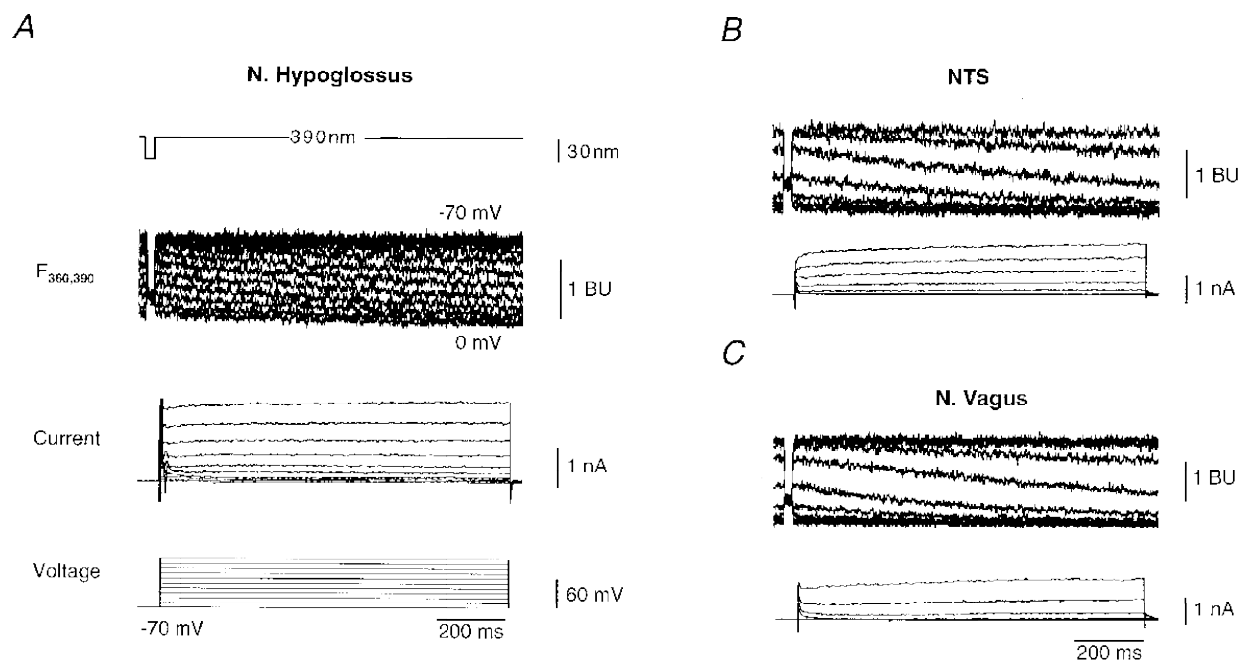 A
N. Hypoglossus
390nm
30nm
-70 mV
F360,390
1 BU
0 mV
Current
1 nA
Voltage
60 mV
-70 mV
200 ms
B
NTS
1 BU
1 nA
C
N. Vagus
1 BU
1 nA
200 ms